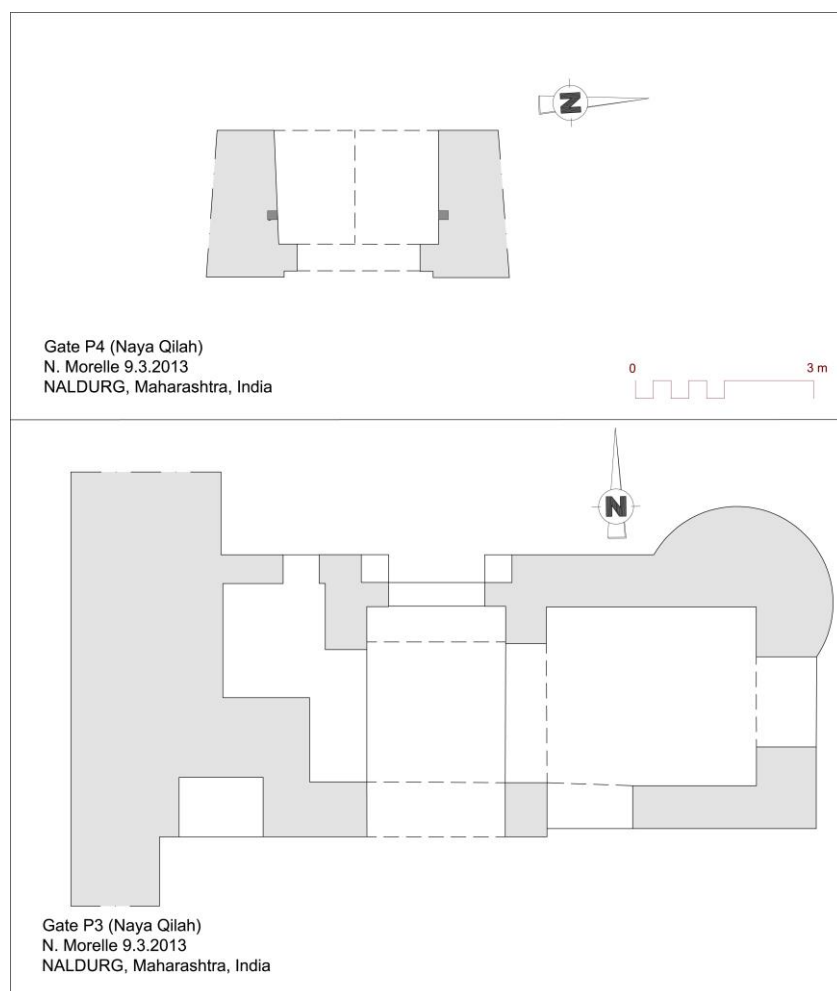 N
Gate P4 (Naya Qilah)
N. Morelle 9.3.2013
NALDURG, Maharashtra, India
0 3 m
N
Gate P3 (Naya Qilah)
N. Morelle 9.3.2013
NALDURG, Maharashtra, India